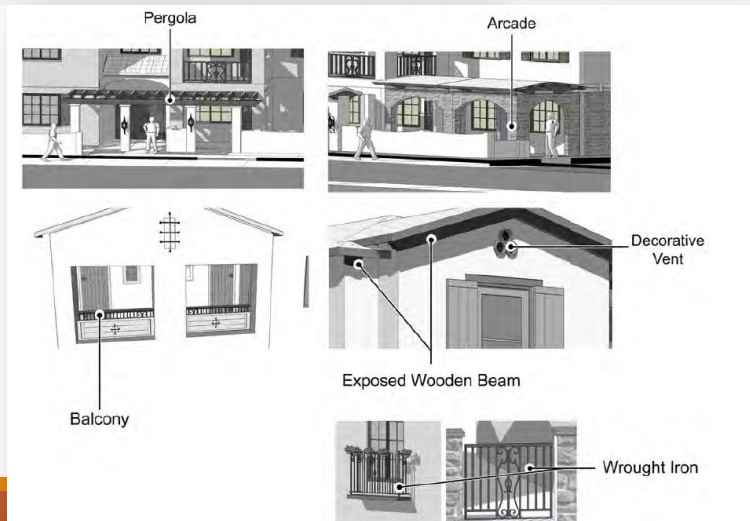 Pergola
Arcade
Decorative
Vent
Exposed Wooden Beam
Balcony
Wrought Iron